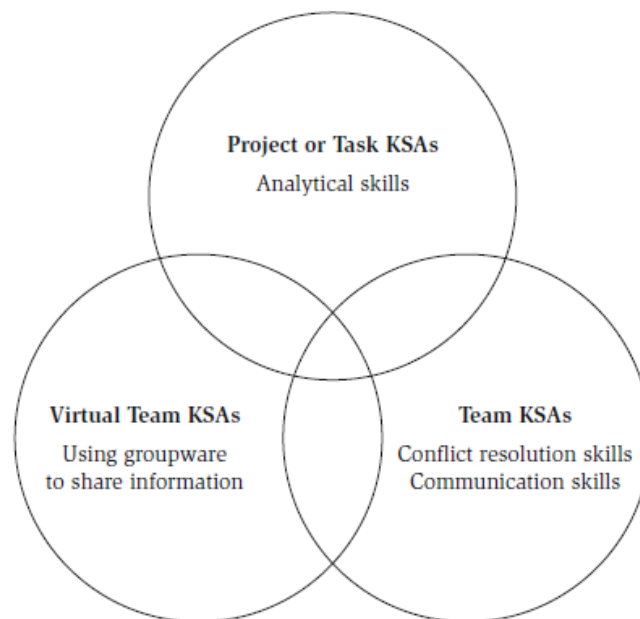 Project or Task KSAs
Analytical skills
Virtual Team KSAs
Using groupware
to share information
Team KSAs
Conflict resolution skills
Communication skills